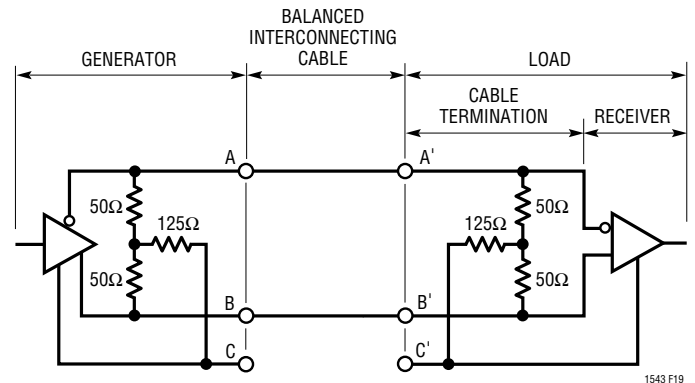 BALANCED
INTERCONNECTING
CABLE
GENERATOR
LOAD
CABLE
TERMINATION
RECEIVER
A
A'
50Ω
125Ω
50Ω
125Ω
50Ω
50Ω
B
B'
C
C'
1543 F19